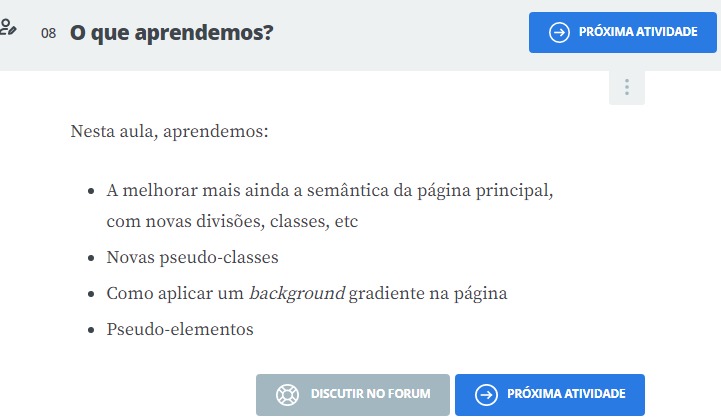 08 O que aprendemos?
PRÓXIMA ATIVIDADE
Nesta aula, aprendemos:
A melhorar mais ainda a semântica da página principal,
com novas divisões, classes, etc
Novas pseudo-classes
Como aplicar um background gradiente na página
Pseudo-elementos
DISCUTIR NO FORUM
PRÓXIMA ATIVIDADE